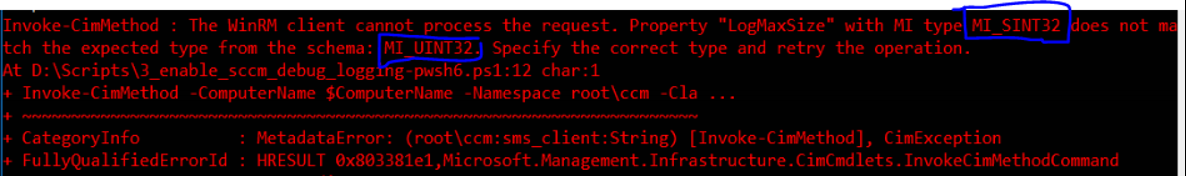 Invoke-CimMethod : The WinRM client cannot process the request. Property "LogMaxSize" with MI type MI_SINT32 does not ma
tch the expected type from the schema: MI_UINT32. Specify the correct type and retry the operation.
At D:\Scripts\3_enable_sccm_debug_logging-pwsh6.ps1:12 char:1
+ Invoke-CimMethod -ComputerName $ComputerName -Namespace root\ccm -Cla ...
+ ~~~~~~~~~~~~~~~~~~~~~~~~~~~~~~~~~~~~~~~~~~~~~~~~~~~~~~~~~~~~~~~~~~~~~
+ CategoryInfo          : MetadataError: (root\ccm:sms_client:String) [Invoke-CimMethod], CimException
+ FullyQualifiedErrorId : HRESULT 0x803381e1,Microsoft.Management.Infrastructure.CimCmdlets.InvokeCimMethodCommand